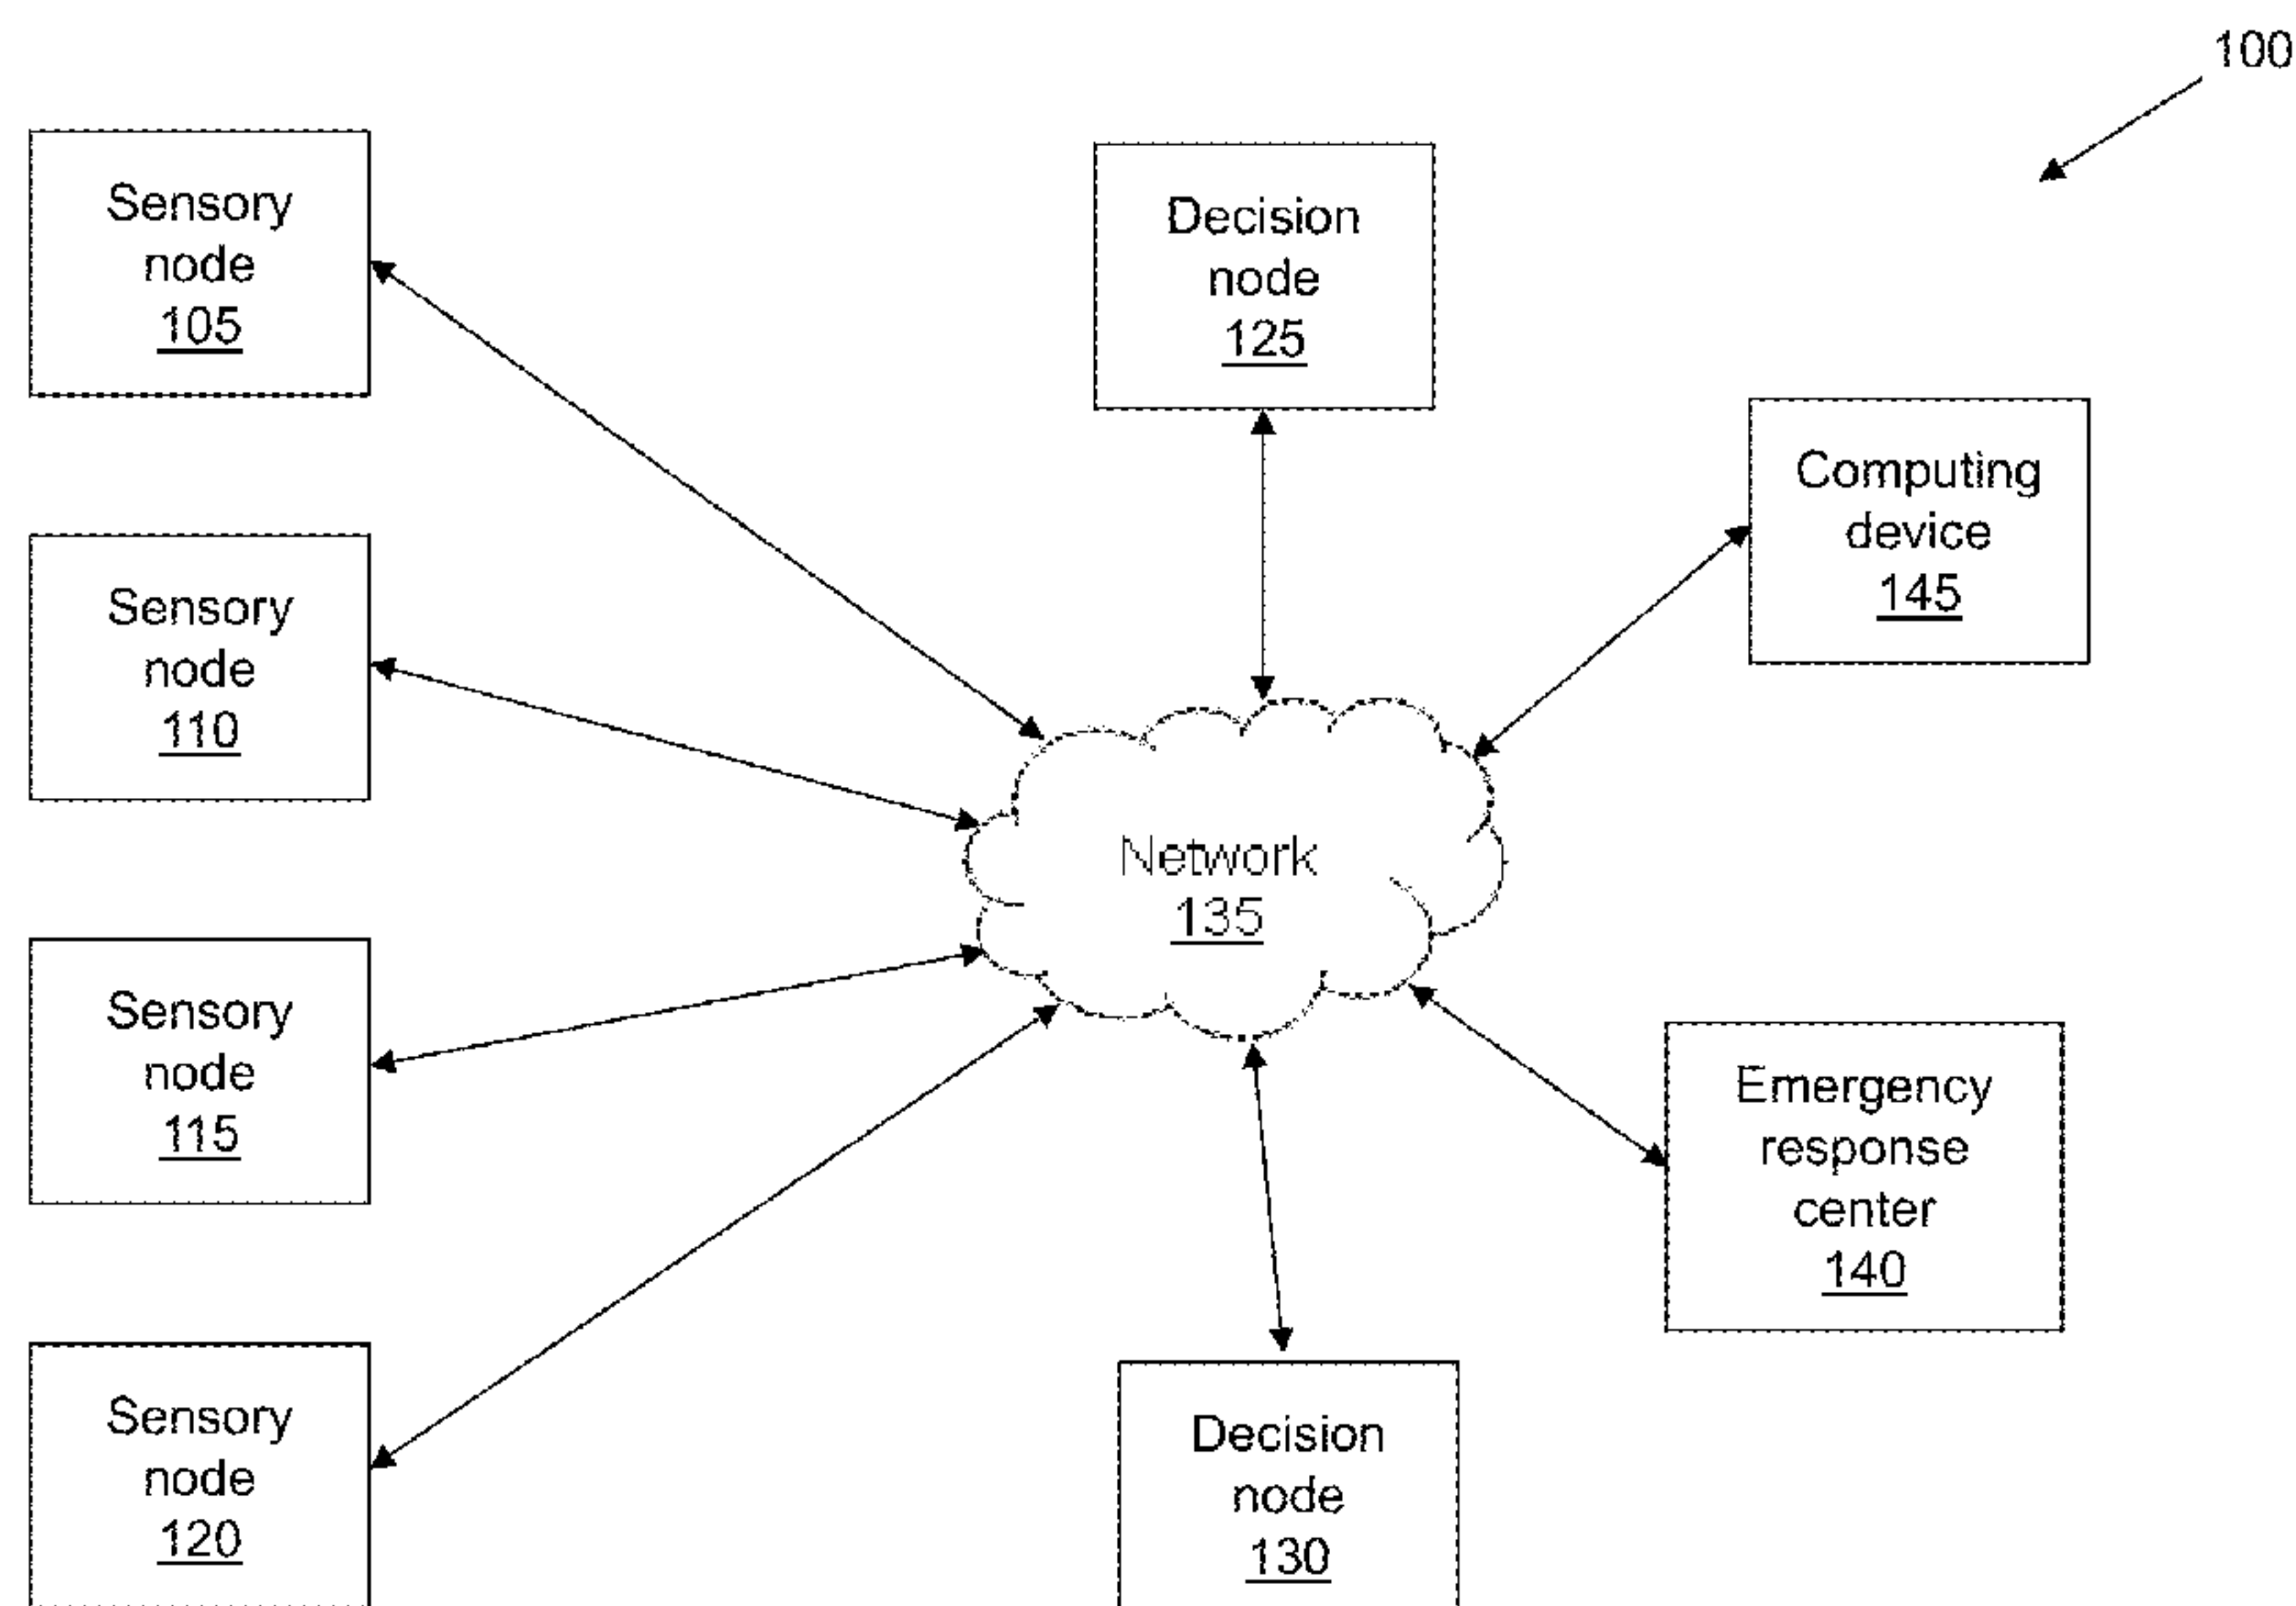 100
Sensory
node
105
Decision
node
125
Computing
device
145
Sensory
node
110
Network
135
Sensory
node
115
Emergency
response
center
140
Sensory
node
120
Decision
node
130